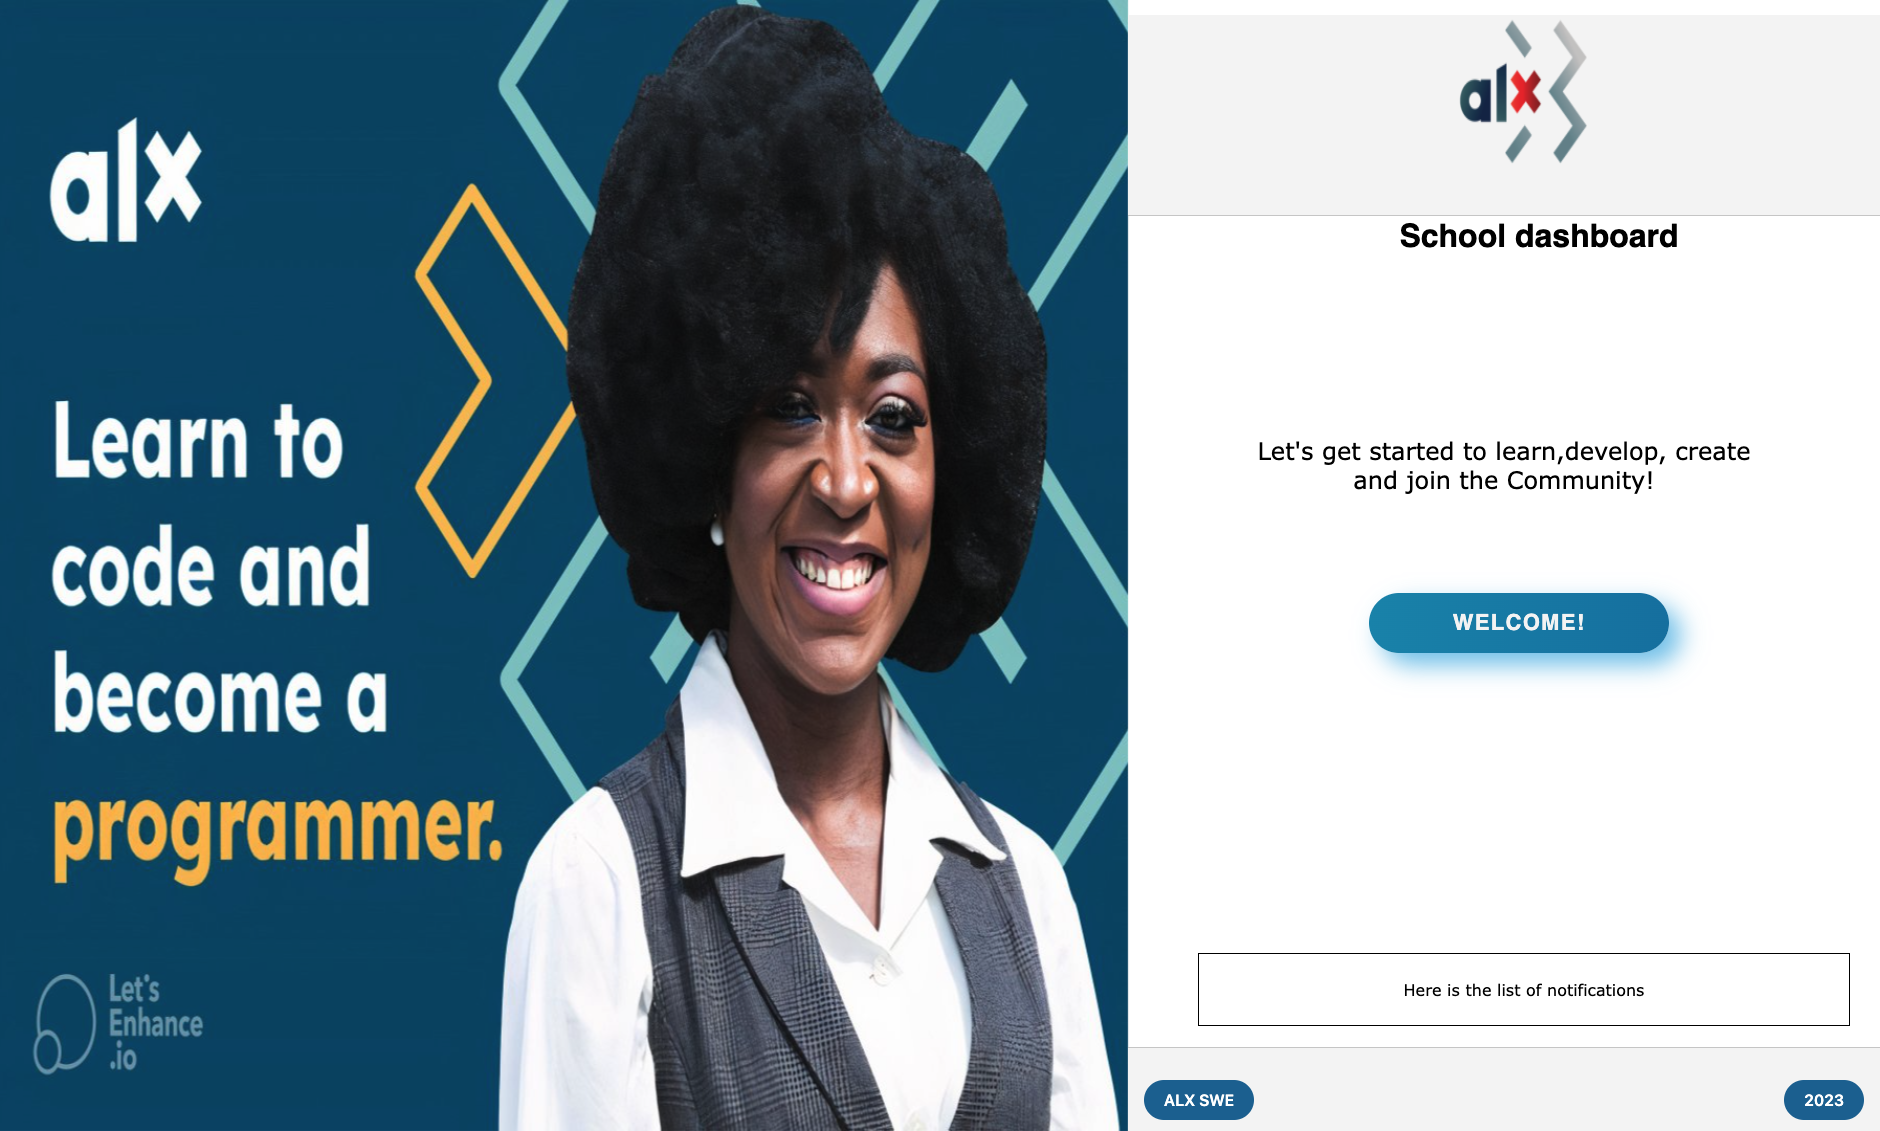 alx
Learn to
code and
become a
programmer.
Let's
Enhance
.io
alx
School dashboard
Let's get started to learn,develop, create
and join the Community!
WELCOME!
Here is the list of notifications
ALX SWE
2023